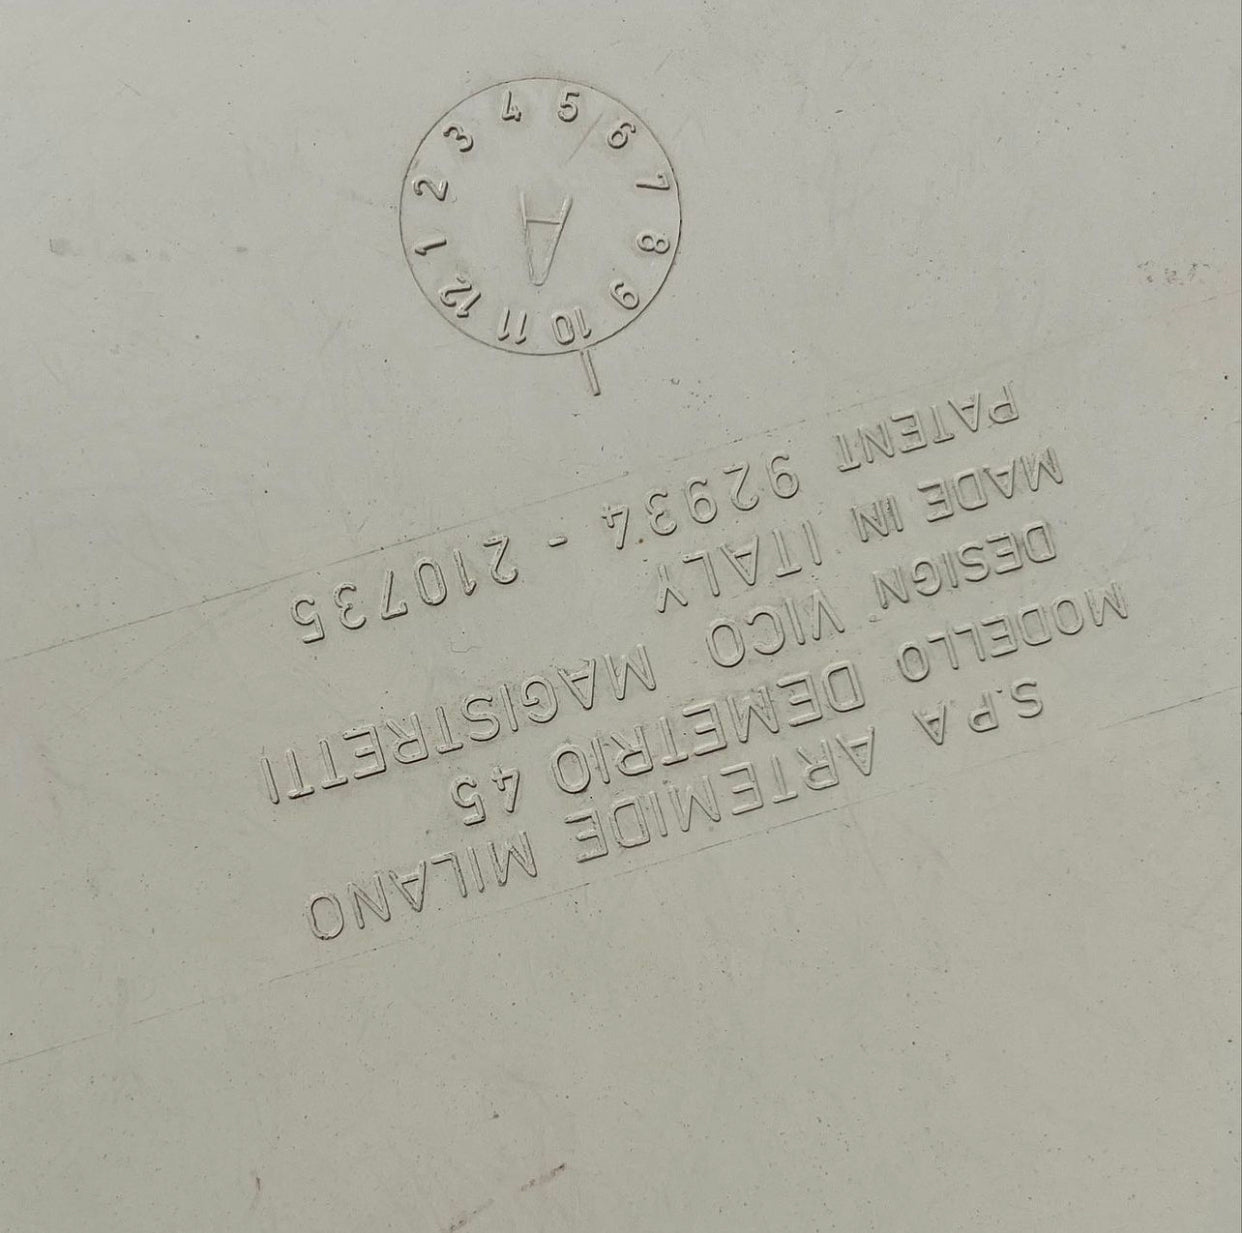 S.P.A ARTEMIDE MILANO
MODELLO DEMETRIO 45
DESIGN VICO MAGISTRETTI
MADE IN ITALY
PATENT 92934 - 210735
A
1 2 3 4 5 6 7 8 9 10 11 12